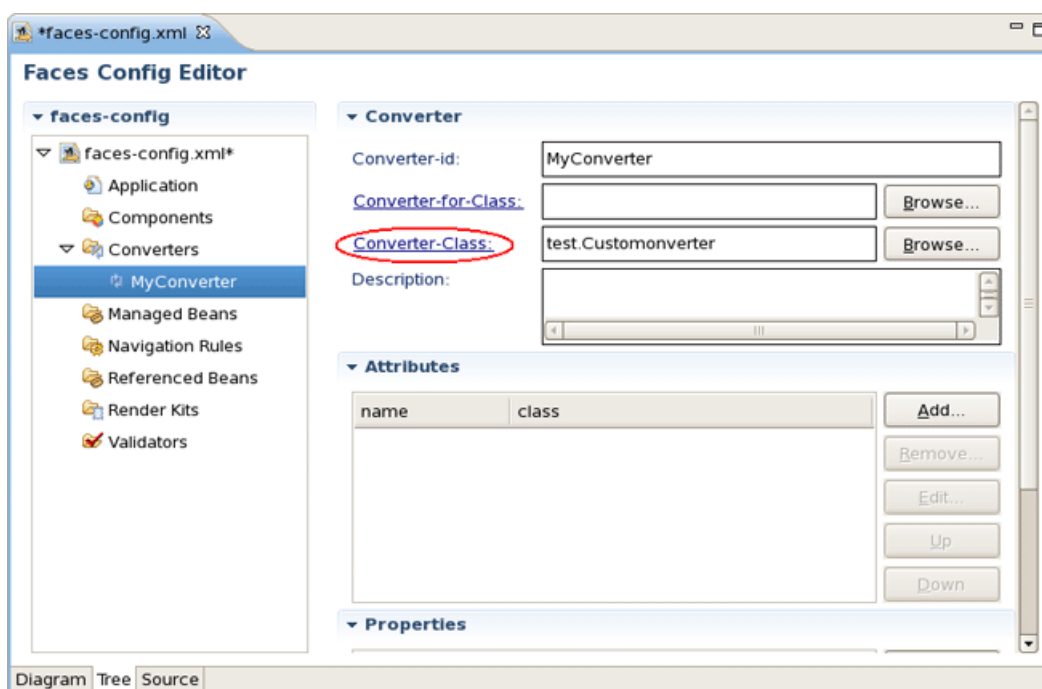 *faces-config.xml
Faces Config Editor
faces-config
faces-config.xml*
Application
Components
Converters
MyConverter
Managed Beans
Navigation Rules
Referenced Beans
Render Kits
Validators
Converter
Converter-id: MyConverter
Converter-for-Class: Browse...
Converter-Class: test.Customonverter Browse...
Description:
Attributes
name class Add...
Remove...
Edit...
Up
Down
Properties
Diagram Tree Source